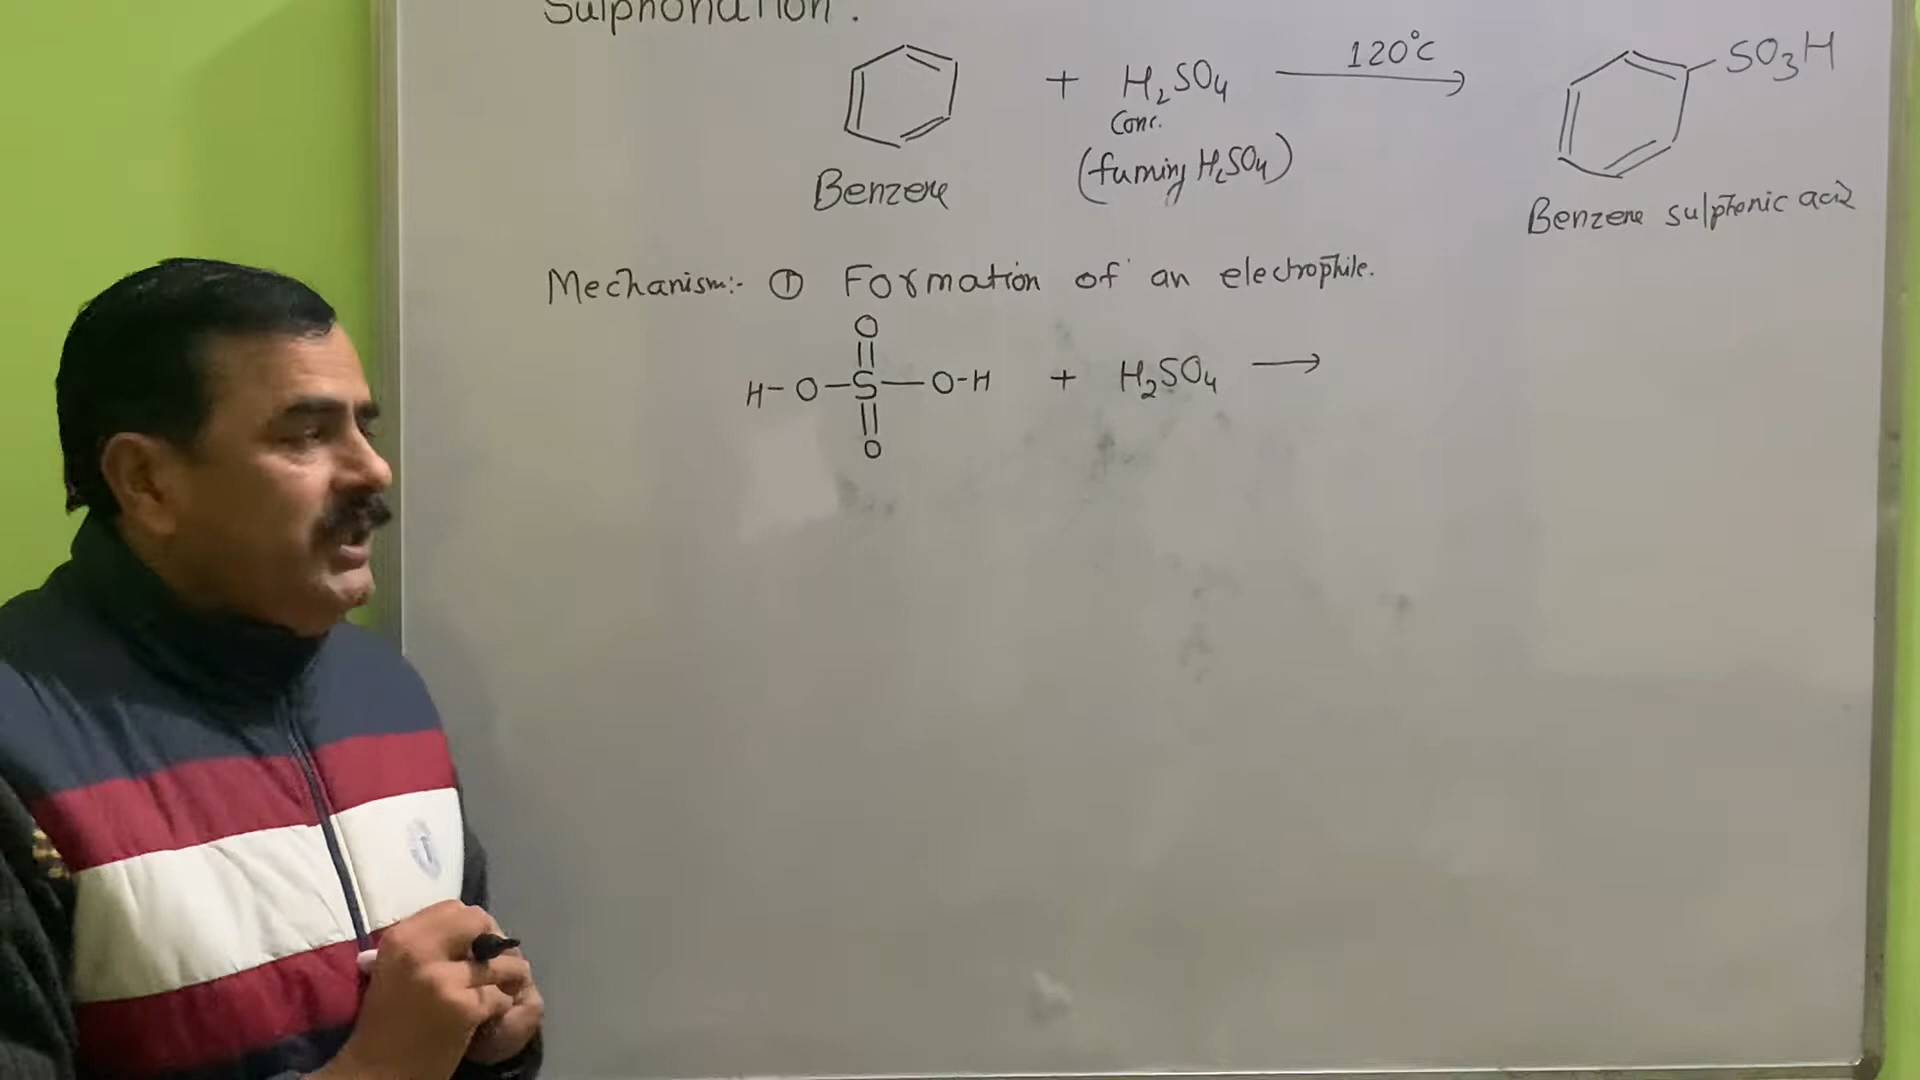 Sulphonation.
+ H₂SO₄ 120°C SO₃H
Conc.
(fuming H₂SO₄)
Benzene Benzene sulphonic acid
Mechanism:- ① Formation of an electrophile.
O
H-O-S-O-H + H₂SO₄ →
O